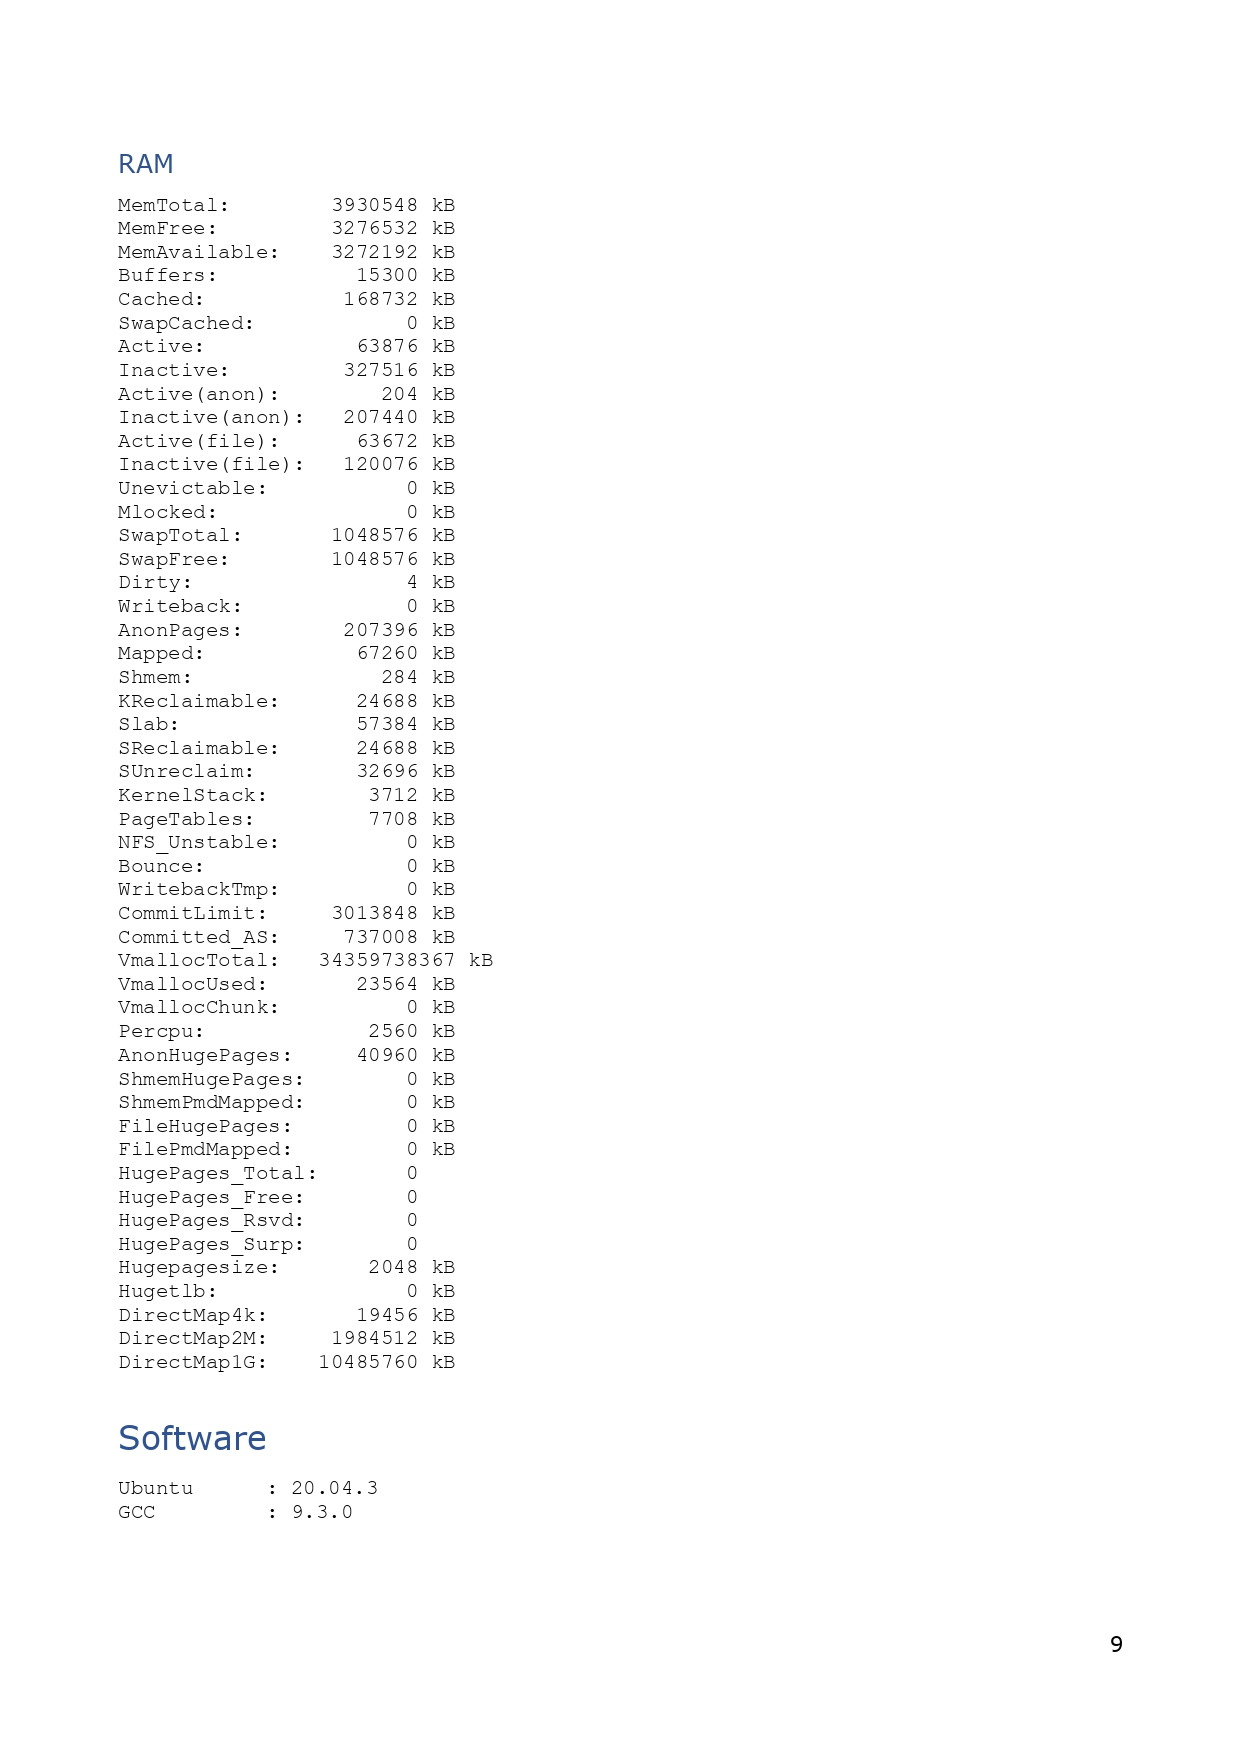 RAM
MemTotal:        3930548 kB
MemFree:         3276532 kB
MemAvailable:    3272192 kB
Buffers:           15300 kB
Cached:           168732 kB
SwapCached:            0 kB
Active:            63876 kB
Inactive:         327516 kB
Active(anon):        204 kB
Inactive(anon):   207440 kB
Active(file):      63672 kB
Inactive(file):   120076 kB
Unevictable:           0 kB
Mlocked:               0 kB
SwapTotal:       1048576 kB
SwapFree:        1048576 kB
Dirty:                 4 kB
Writeback:             0 kB
AnonPages:        207396 kB
Mapped:            67260 kB
Shmem:               284 kB
KReclaimable:      24688 kB
Slab:              57384 kB
SReclaimable:      24688 kB
SUnreclaim:        32696 kB
KernelStack:        3712 kB
PageTables:         7708 kB
NFS_Unstable:          0 kB
Bounce:                0 kB
WritebackTmp:          0 kB
CommitLimit:     3013848 kB
Committed_AS:     737008 kB
VmallocTotal:   34359738367 kB
VmallocUsed:       23564 kB
VmallocChunk:          0 kB
Percpu:             2560 kB
AnonHugePages:     40960 kB
ShmemHugePages:        0 kB
ShmemPmdMapped:        0 kB
FileHugePages:         0 kB
FilePmdMapped:         0 kB
HugePages_Total:       0
HugePages_Free:        0
HugePages_Rsvd:        0
HugePages_Surp:        0
Hugepagesize:       2048 kB
Hugetlb:               0 kB
DirectMap4k:       19456 kB
DirectMap2M:     1984512 kB
DirectMap1G:    10485760 kB
Software
Ubuntu      : 20.04.3
GCC         : 9.3.0
9